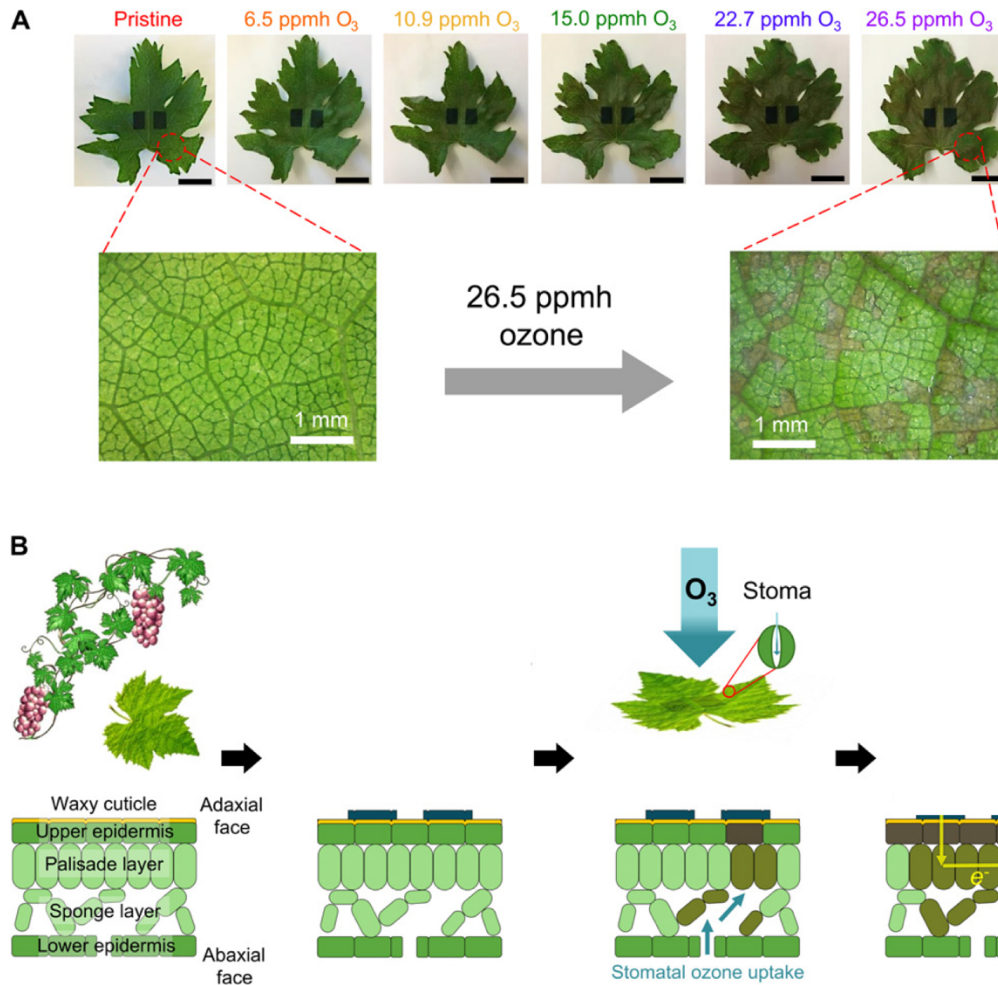 A
Pristine
6.5 ppmh O₃
10.9 ppmh O₃
15.0 ppmh O₃
22.7 ppmh O₃
26.5 ppmh O₃
26.5 ppmh
ozone
1 mm
1 mm
B
O₃
Stoma
Waxy cuticle
Adaxial
face
Upper epidermis
Palisade layer
Sponge layer
Lower epidermis
Abaxial
face
Stomatal ozone uptake
e⁻